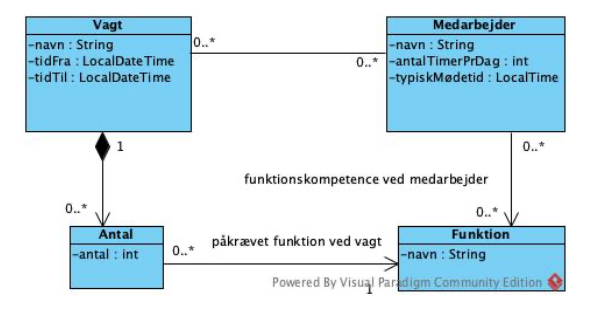 Vagt
-navn : String
-tidFra : LocalDateTime
-tidTil : LocalDateTime
0..*
0..*
Medarbejder
-navn : String
-antalTimerPrDag : int
-typiskMødetid : LocalTime
1
0..*
funktionskompetence ved medarbejder
0..*
0..*
Antal
-antal : int
0..*
påkrævet funktion ved vagt
1
Funktion
-navn : String
Powered By Visual Paradigm Community Edition